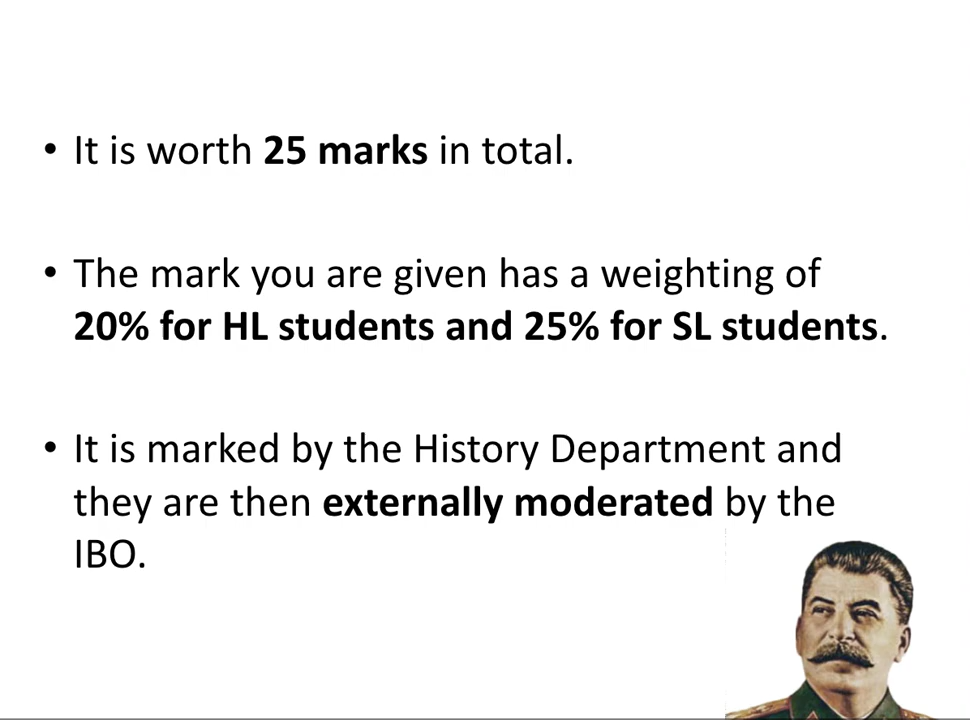 • It is worth 25 marks in total.
• The mark you are given has a weighting of
20% for HL students and 25% for SL students.
• It is marked by the History Department and
they are then externally moderated by the
IBO.